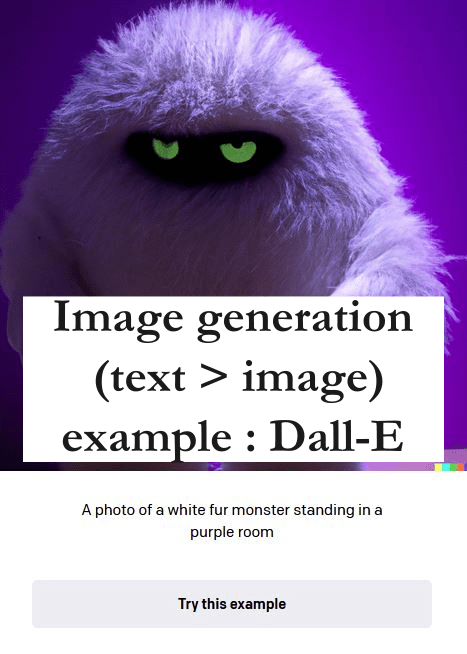 Image generation
(text > image)
example : Dall-E
A photo of a white fur monster standing in a
purple room
Try this example